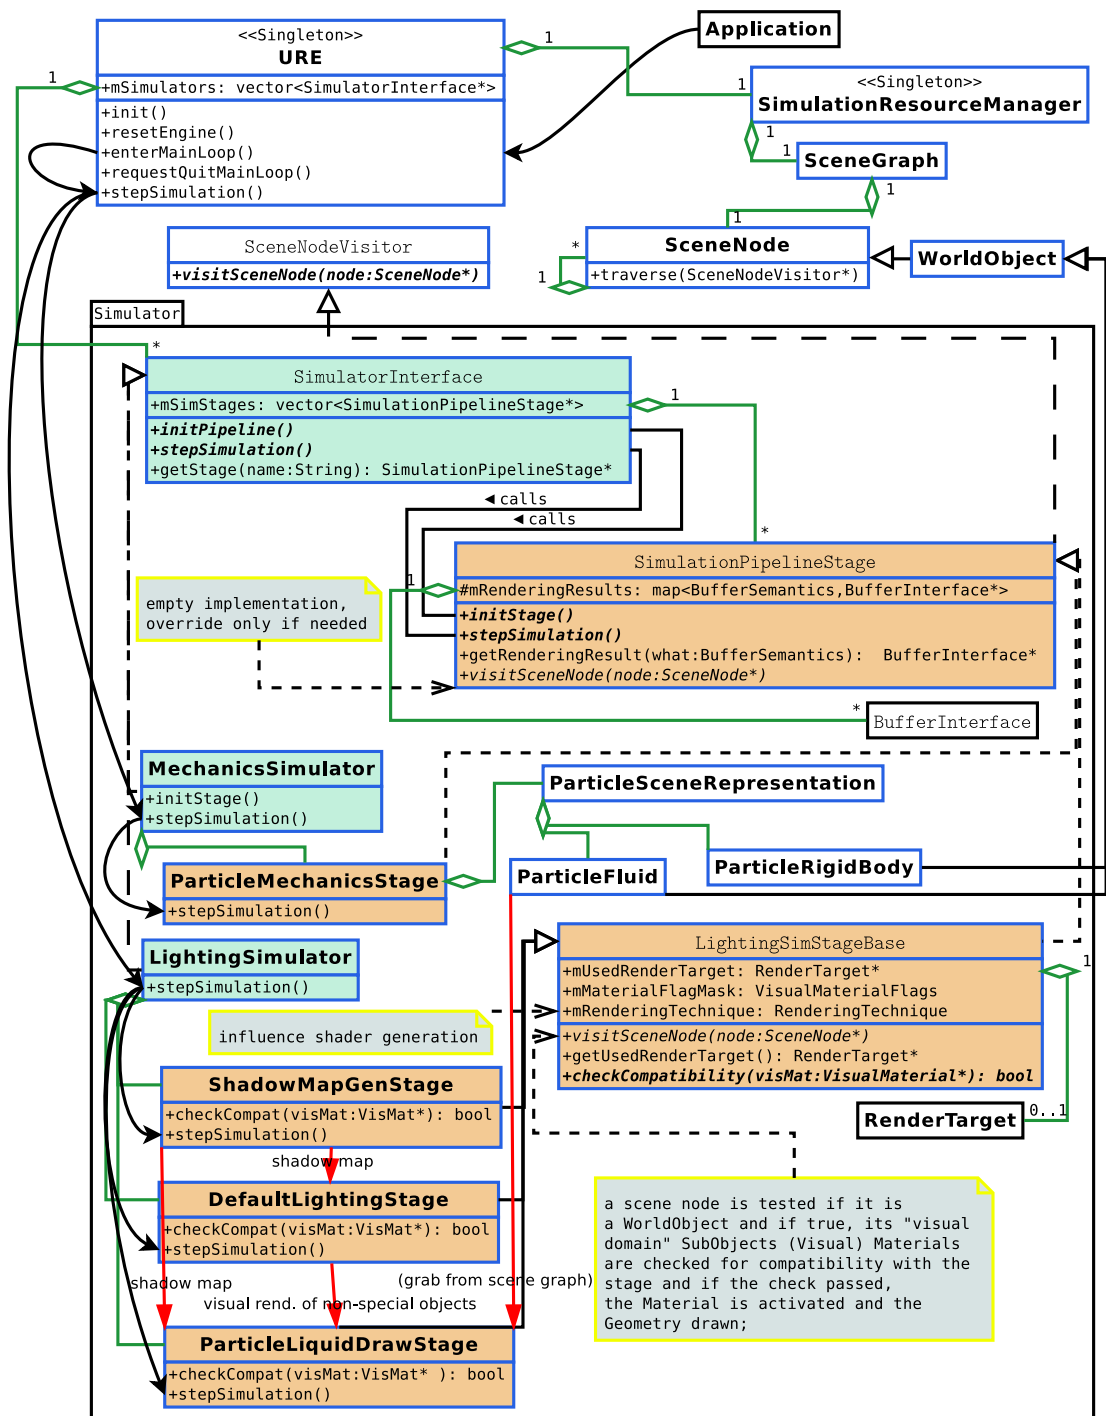 <<Singleton>>
URE
+mSimulators: vector<SimulatorInterface*>
+init()
+resetEngine()
+enterMainLoop()
+requestQuitMainLoop()
+stepSimulation()
1
1
Application
1
<<Singleton>>
SimulationResourceManager
1
1
SceneGraph
1
1
SceneNodeVisitor
+visitSceneNode(node:SceneNode*)
*
1
SceneNode
+traverse(SceneNodeVisitor*)
WorldObject
Simulator
*
SimulatorInterface
+mSimStages: vector<SimulationPipelineStage*>
+initPipeline()
+stepSimulation()
+getStage(name:String): SimulationPipelineStage*
1
◄ calls
◄ calls
*
SimulationPipelineStage
#mRenderingResults: map<BufferSemantics,BufferInterface*>
+initStage()
+stepSimulation()
+getRenderingResult(what:BufferSemantics):  BufferInterface*
+visitSceneNode(node:SceneNode*)
1
empty implementation,
override only if needed
*
BufferInterface
MechanicsSimulator
+initStage()
+stepSimulation()
ParticleSceneRepresentation
ParticleMechanicsStage
+stepSimulation()
ParticleFluid
ParticleRigidBody
LightingSimulator
+stepSimulation()
LightingSimStageBase
+mUsedRenderTarget: RenderTarget*
+mMaterialFlagMask: VisualMaterialFlags
+mRenderingTechnique: RenderingTechnique
+visitSceneNode(node:SceneNode*)
+getUsedRenderTarget(): RenderTarget*
+checkCompatibility(visMat:VisualMaterial*): bool
1
influence shader generation
0..1
RenderTarget
ShadowMapGenStage
+checkCompat(visMat:VisMat*): bool
+stepSimulation()
shadow map
DefaultLightingStage
+checkCompat(visMat:VisMat*): bool
+stepSimulation()
shadow map
(grab from scene graph)
visual rend. of non-special objects
ParticleLiquidDrawStage
+checkCompat(visMat:VisMat* ): bool
+stepSimulation()
a scene node is tested if it is
a WorldObject and if true, its "visual
domain" SubObjects (Visual) Materials
are checked for compatibility with the
stage and if the check passed,
the Material is activated and the
Geometry drawn;